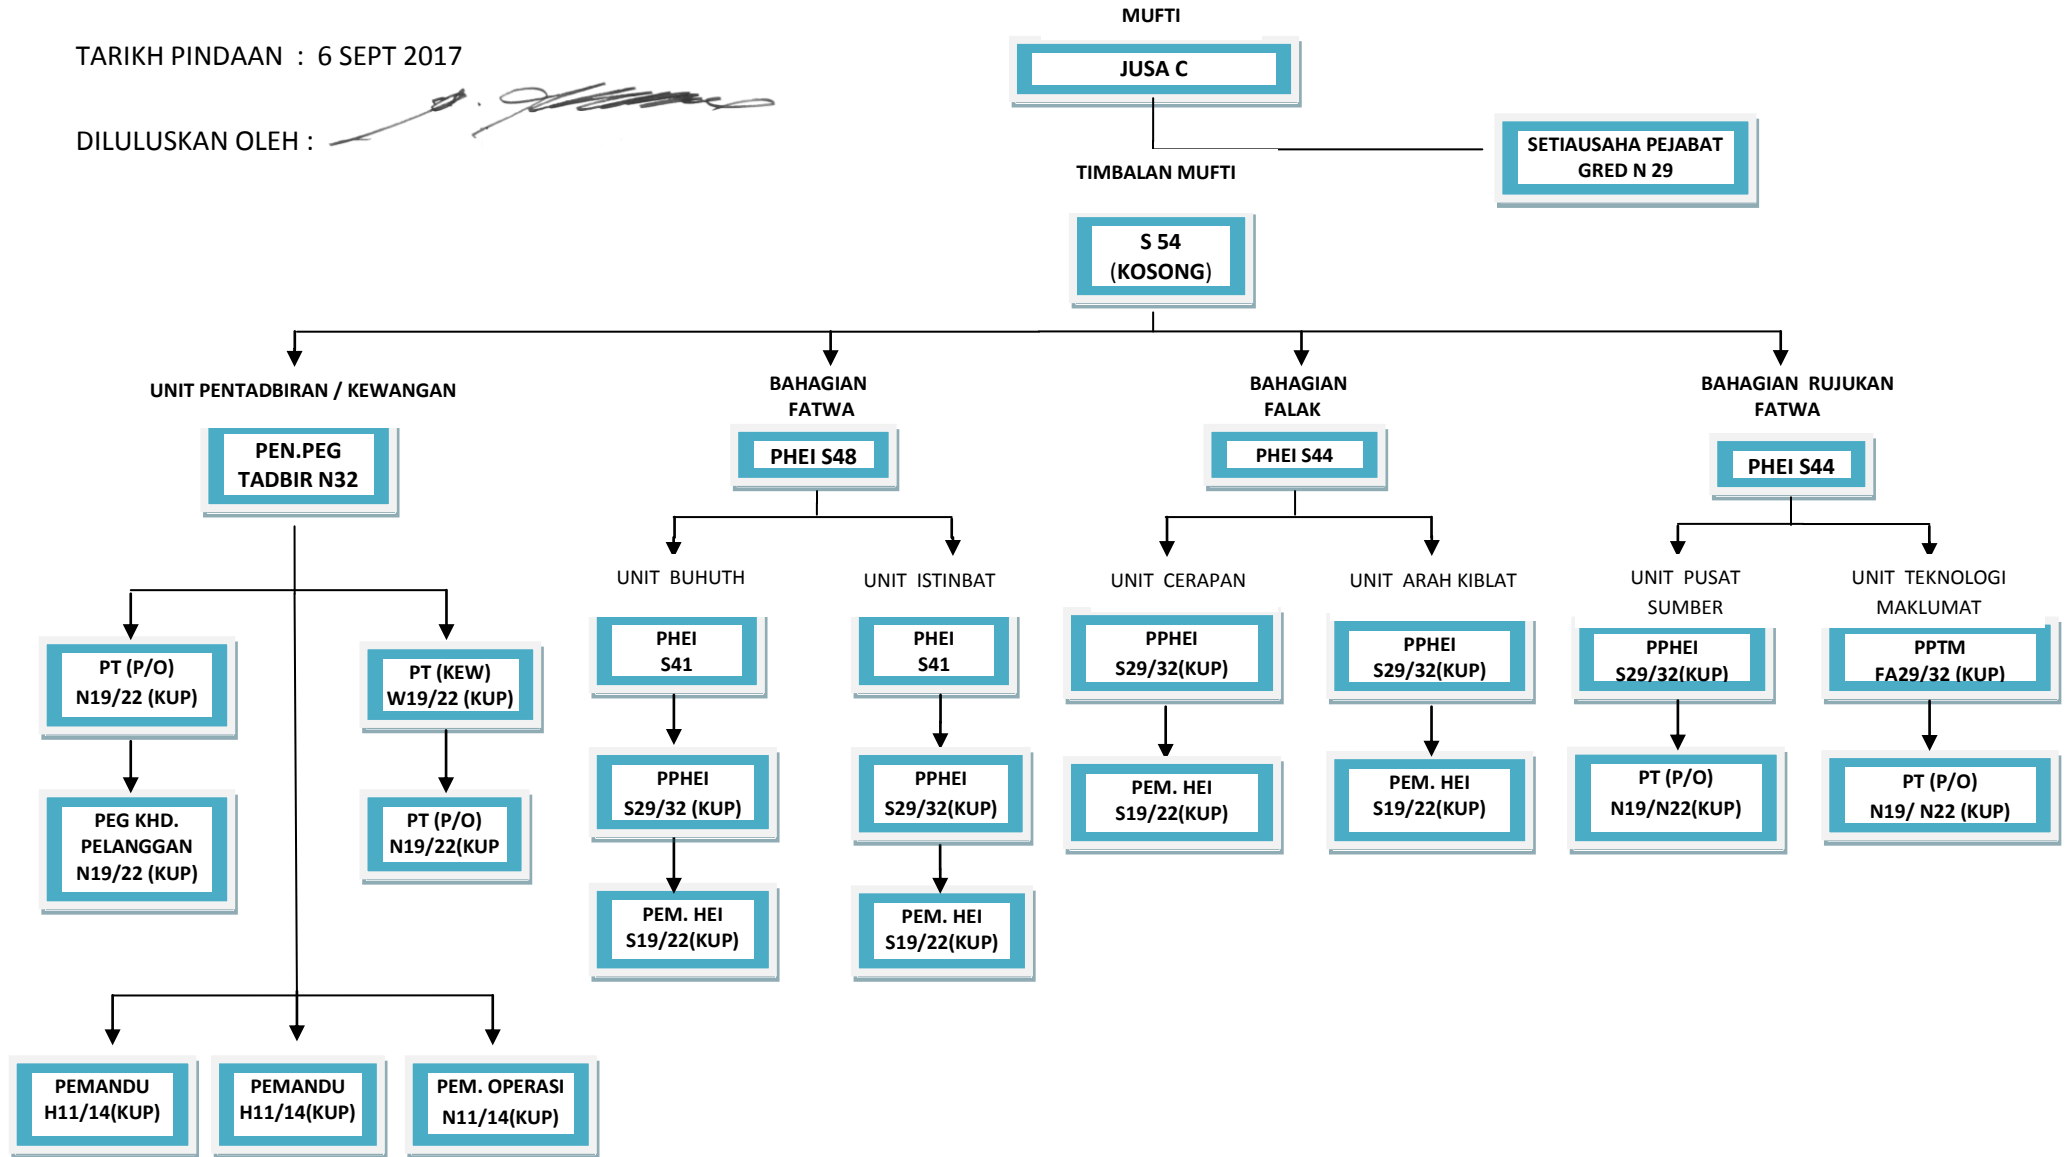 MUFTI
TARIKH PINDAAN : 6 SEPT 2017
JUSA C
DILULUSKAN OLEH :
SETIAUSAHA PEJABAT
GRED N 29
TIMBALAN MUFTI
S 54
(KOSONG)
UNIT PENTADBIRAN / KEWANGAN
PEN.PEG
TADBIR N32
BAHAGIAN
FATWA
PHEI S48
BAHAGIAN
FALAK
PHEI S44
BAHAGIAN RUJUKAN
FATWA
PHEI S44
UNIT BUHUTH
UNIT ISTINBAT
UNIT CERAPAN
UNIT ARAH KIBLAT
UNIT PUSAT
SUMBER
UNIT TEKNOLOGI
MAKLUMAT
PT (P/O)
N19/22 (KUP)
PT (KEW)
W19/22 (KUP)
PHEI
S41
PHEI
S41
PPHEI
S29/32(KUP)
PPHEI
S29/32(KUP)
PPHEI
S29/32(KUP)
PPTM
FA29/32 (KUP)
PEG KHD.
PELANGGAN
N19/22 (KUP)
PT (P/O)
N19/22(KUP
PPHEI
S29/32 (KUP)
PPHEI
S29/32(KUP)
PEM. HEI
S19/22(KUP)
PEM. HEI
S19/22(KUP)
PT (P/O)
N19/N22(KUP)
PT (P/O)
N19/ N22 (KUP)
PEM. HEI
S19/22(KUP)
PEM. HEI
S19/22(KUP)
PEMANDU
H11/14(KUP)
PEMANDU
H11/14(KUP)
PEM. OPERASI
N11/14(KUP)